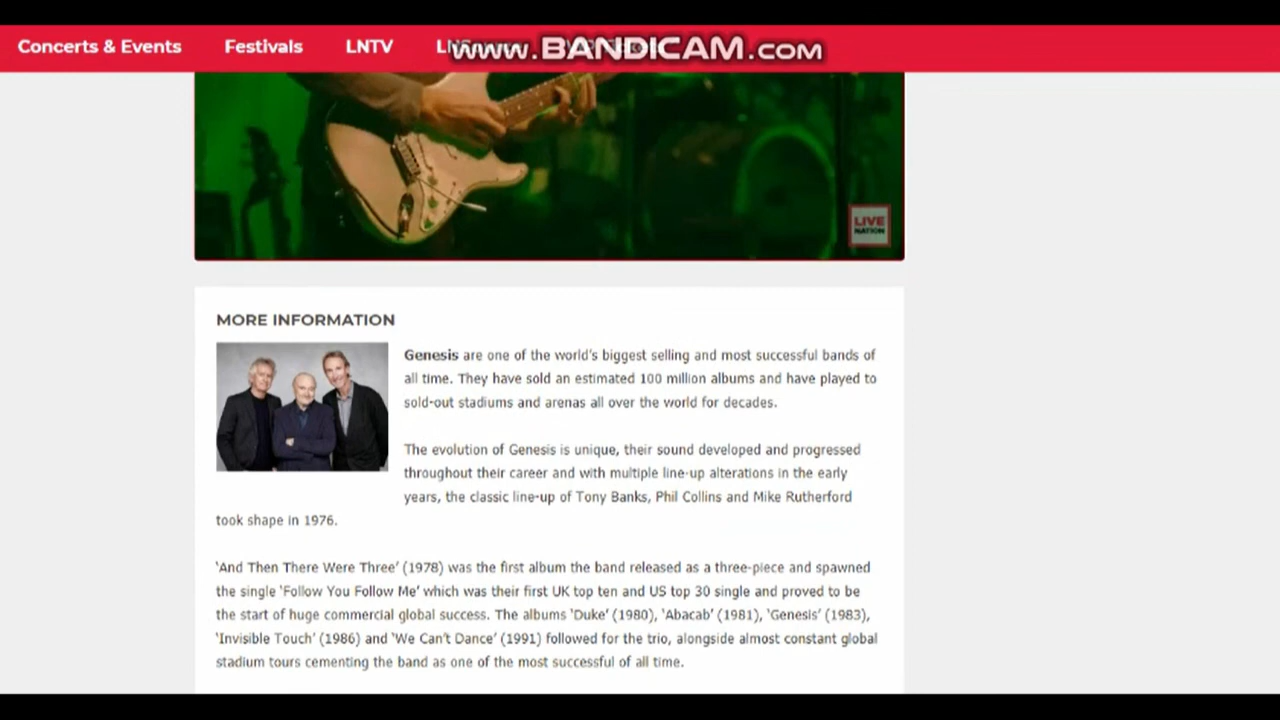 Concerts & Events Festivals LNTV
www.BANDICAM.COM
LIVE
NATION
MORE INFORMATION
Genesis are one of the world's biggest selling and most successful bands of
all time. They have sold an estimated 100 million albums and have played to
sold-out stadiums and arenas all over the world for decades.
The evolution of Genesis is unique, their sound developed and progressed
throughout their career and with multiple line-up alterations in the early
years, the classic line-up of Tony Banks, Phil Collins and Mike Rutherford
took shape in 1976.
‘And Then There Were Three’ (1978) was the first album the band released as a three-piece and spawned
the single ‘Follow You Follow Me’ which was their first UK top ten and US top 30 single and proved to be
the start of huge commercial global success. The albums ‘Duke’ (1980), ‘Abacab’ (1981), ‘Genesis’ (1983),
‘Invisible Touch’ (1986) and ‘We Can’t Dance’ (1991) followed for the trio, alongside almost constant global
stadium tours cementing the band as one of the most successful of all time.